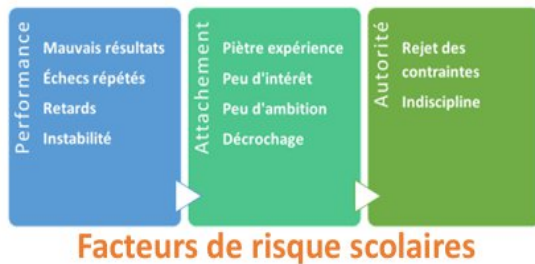 Performance
Mauvais résultats
Échecs répétés
Retards
Instabilité
Attachement
Piètre expérience
Peu d'intérêt
Peu d'ambition
Décrochage
Autorité
Rejet des
contraintes
Indiscipline
Facteurs de risque scolaires